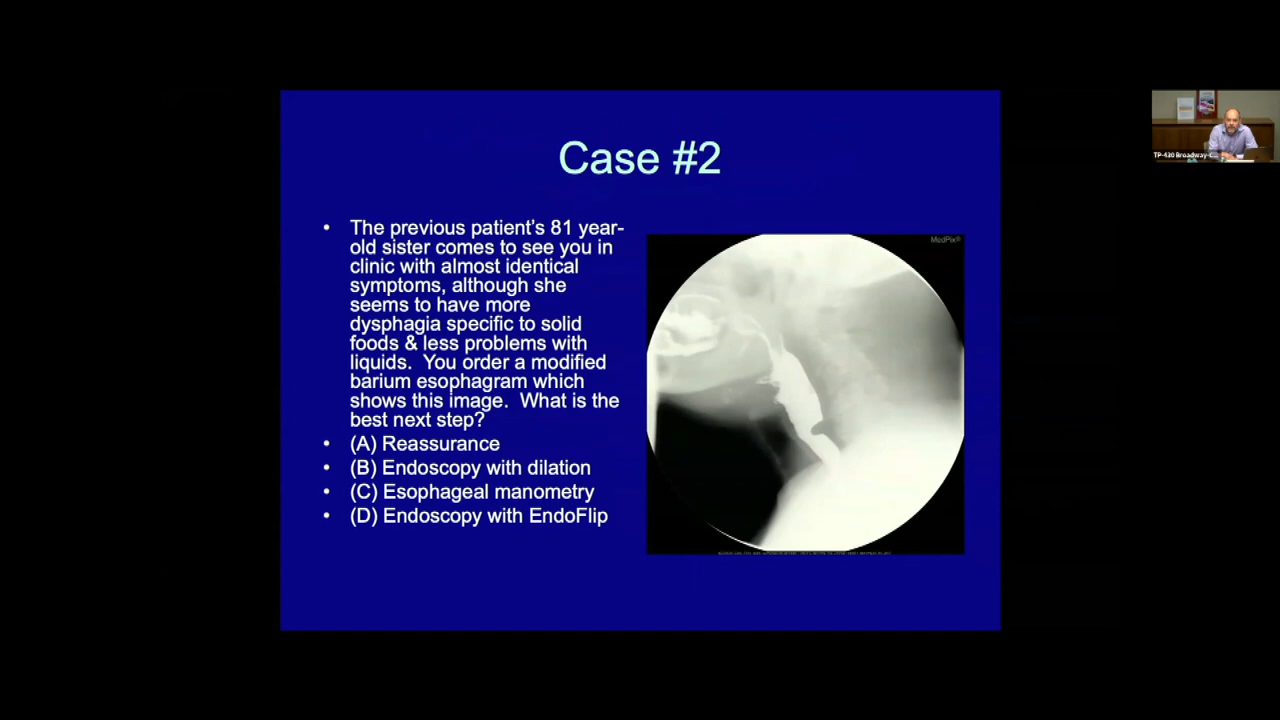 Case #2
• The previous patient's 81 year-
old sister comes to see you in
clinic with almost identical
symptoms, although she
seems to have more
dysphagia specific to solid
foods & less problems with
liquids. You order a modified
barium esophagram which
shows this image. What is the
best next step?
• (A) Reassurance
• (B) Endoscopy with dilation
• (C) Esophageal manometry
• (D) Endoscopy with EndoFlip
MedPix®
TP-430 Broadway-C...